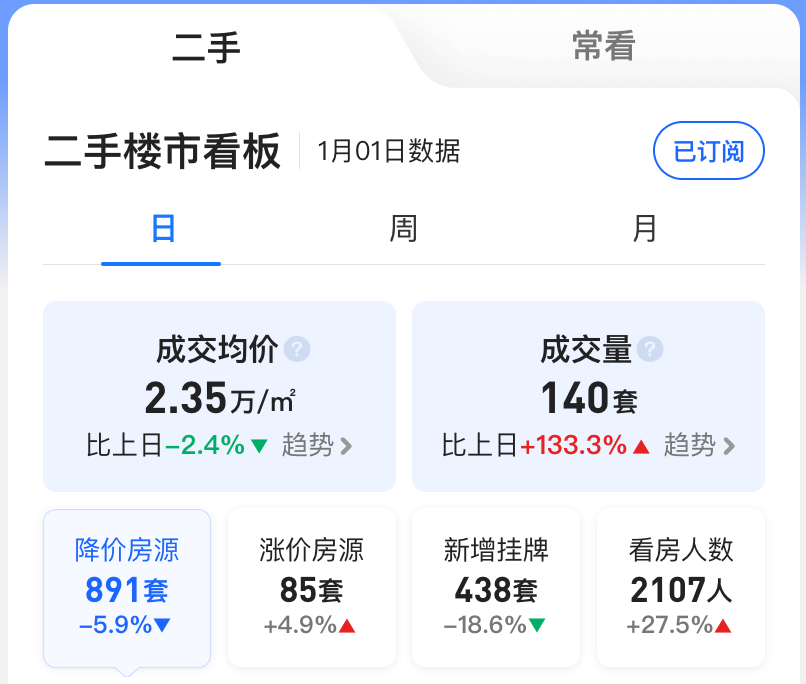 二手
常看
二手楼市看板
1月01日数据
已订阅
日
周
月
成交均价 ?
2.35万/㎡
比上日-2.4%▼ 趋势 >
成交量 ?
140套
比上日+133.3%▲ 趋势 >
降价房源
891套
-5.9%▼
涨价房源
85套
+4.9%▲
新增挂牌
438套
-18.6%▼
看房人数
2107人
+27.5%▲